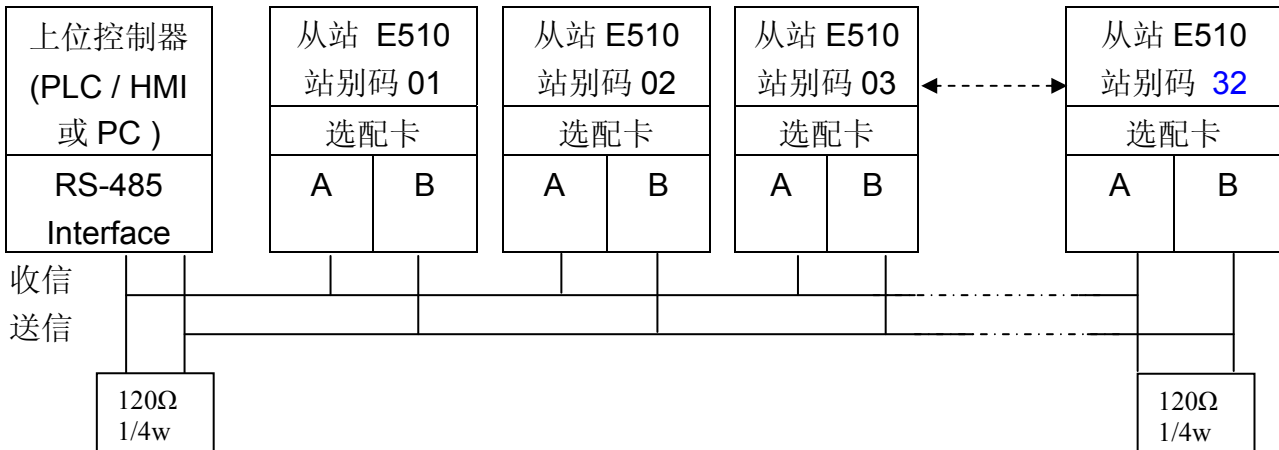 上位控制器
(PLC / HMI
或 PC )
RS-485
Interface
从站 E510
站别码 01
选配卡
A B
从站 E510
站别码 02
选配卡
A B
从站 E510
站别码 03
选配卡
A B
从站 E510
站别码 32
选配卡
A B
收信
送信
120Ω
1/4w
120Ω
1/4w